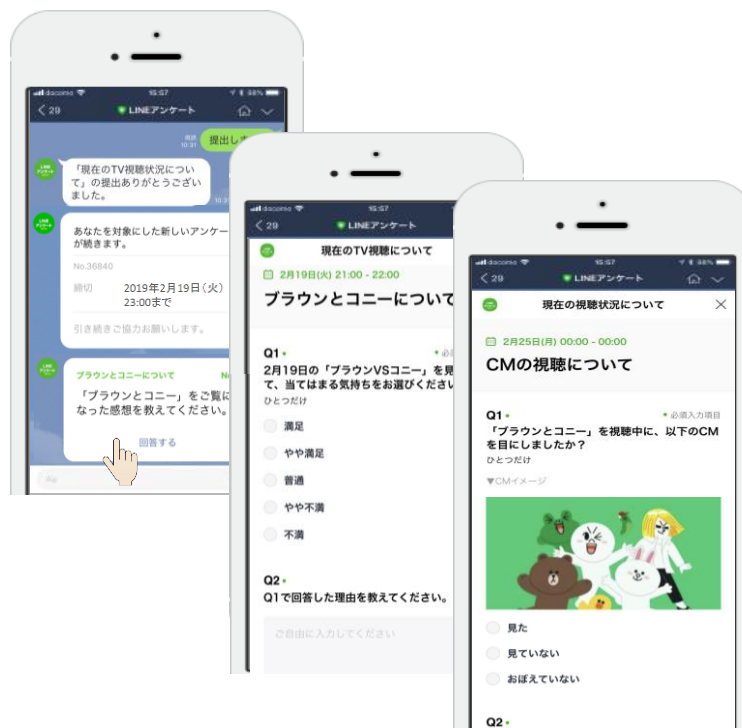 docomo 15:57 68%
29 LINEアンケート
提出し
10:31
LINE
アンケート
「現在のTV視聴状況につい
て」の提出ありがとうござい
ました。
あなたを対象にした新しいアンケー
が続きます。
No.36840
締切 2019年2月19日(火)
23:00まで
引き続きご協力お願いします。
ブラウンとコニーについて
「ブラウンとコニー」をご覧に
なった感想を教えてください。
回答する
Aa
docomo 15:57
29 LINEアンケート
現在のTV視聴について
2月19日(火) 21:00 - 22:00
ブラウンとコニーについて
Q1
2月19日の「ブラウンVSコニー」を見
て、当てはまる気持ちをお選びください
ひとつだけ
満足
やや満足
普通
やや不満
不満
Q2
Q1で回答した理由を教えてください。
ご自由に入力してください
docomo 15:57 68%
29 LINEアンケート
現在の視聴状況について
2月25日(月) 00:00 - 00:00
CMの視聴について
Q1 必須入力項目
「ブラウンとコニー」を視聴中に、以下のCM
を目にしましたか?
ひとつだけ
▼CMイメージ
見た
見ていない
おぼえていない
Q2